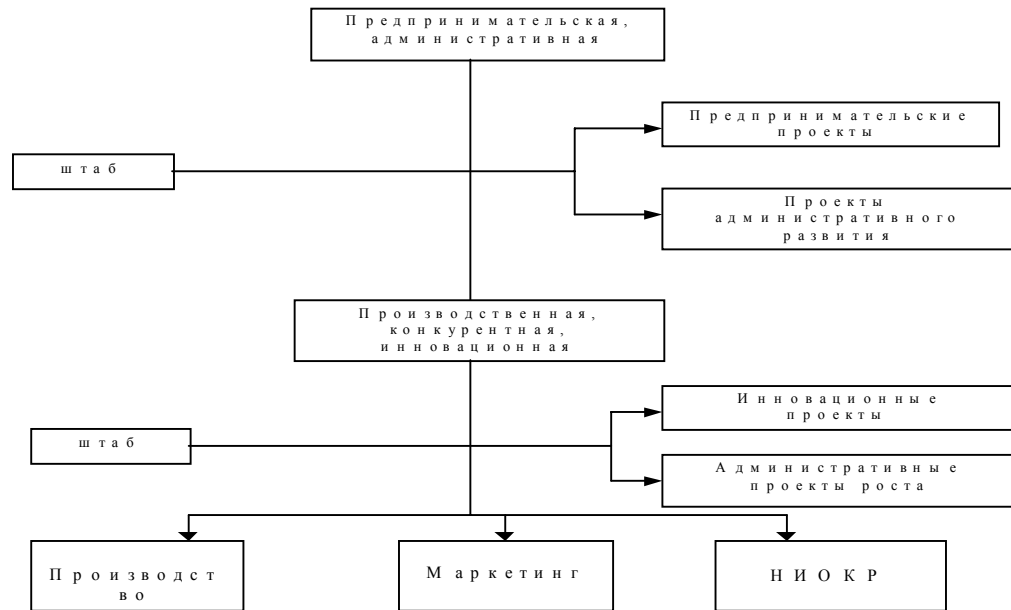 Предпринимательская,
административная
Предпринимательские
проекты
штаб
Проекты
административного
развития
Производственная,
конкурентная,
инновационная
Инновационные
проекты
штаб
Административные
проекты роста
Производст
во
Маркетинг
НИОКР